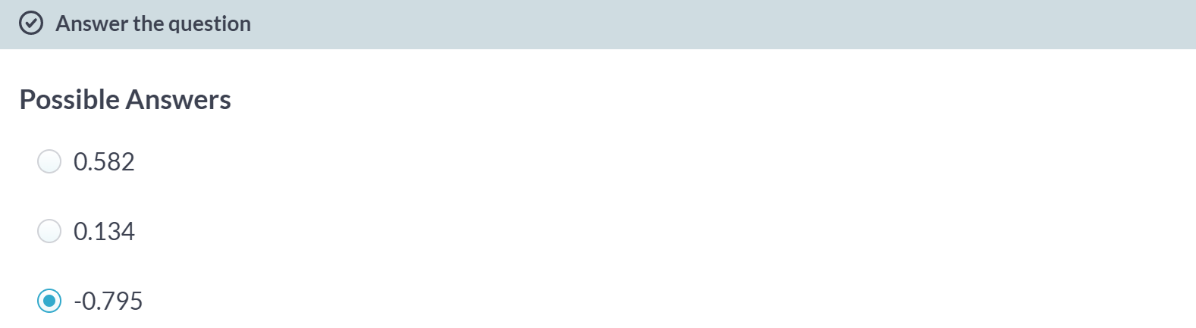 Answer the question
Possible Answers
0.582
0.134
-0.795